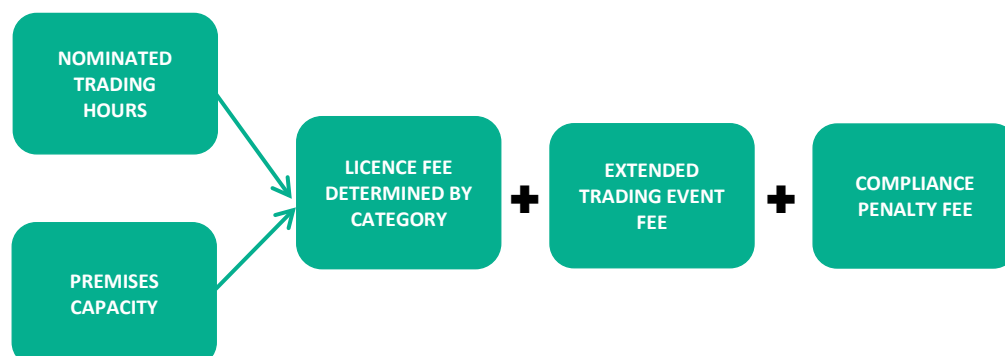 NOMINATED
TRADING
HOURS
PREMISES
CAPACITY
LICENCE FEE
DETERMINED BY
CATEGORY
EXTENDED
TRADING EVENT
FEE
COMPLIANCE
PENALTY FEE